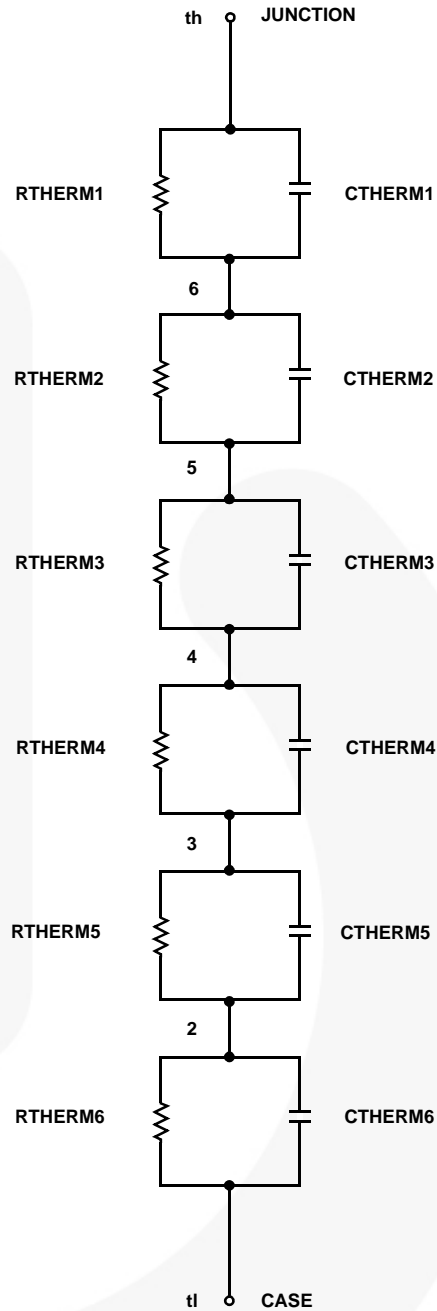 th JUNCTION
RTHERM1 CTHERM1
6
RTHERM2 CTHERM2
5
RTHERM3 CTHERM3
4
RTHERM4 CTHERM4
3
RTHERM5 CTHERM5
2
RTHERM6 CTHERM6
tl CASE